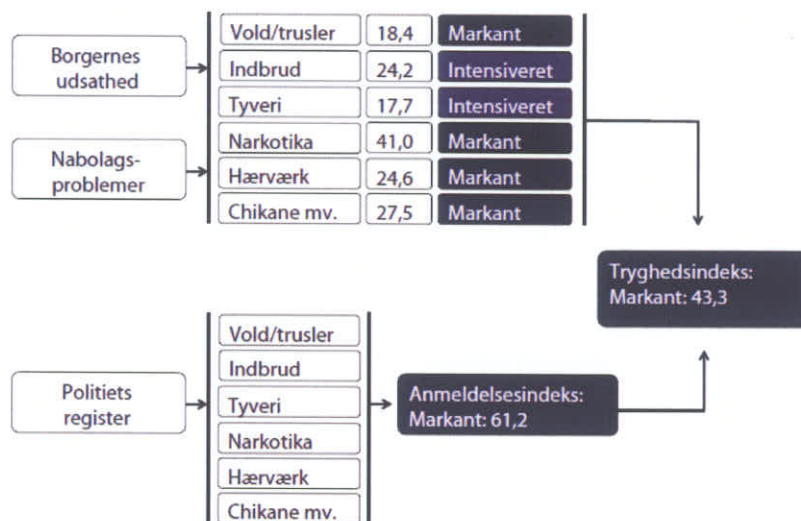 Borgernes
udsathed
Nabolags-
problemer
Vold/trusler 18,4 Markant
Indbrud 24,2 Intensiveret
Tyveri 17,7 Intensiveret
Narkotika 41,0 Markant
Hærværk 24,6 Markant
Chikane mv. 27,5 Markant
Tryghedsindeks:
Markant: 43,3
Politiets
register
Vold/trusler
Indbrud
Tyveri
Narkotika
Hærværk
Chikane mv.
Anmeldelsesindeks:
Markant: 61,2